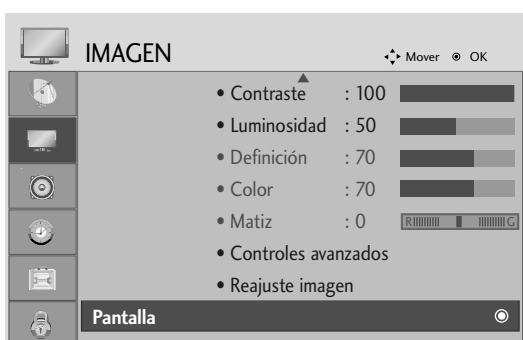 IMAGEN Mover OK
• Contraste : 100
• Luminosidad : 50
• Definición : 70
• Color : 70
• Matiz : 0 R G
• Controles avanzados
• Reajuste imagen
Pantalla